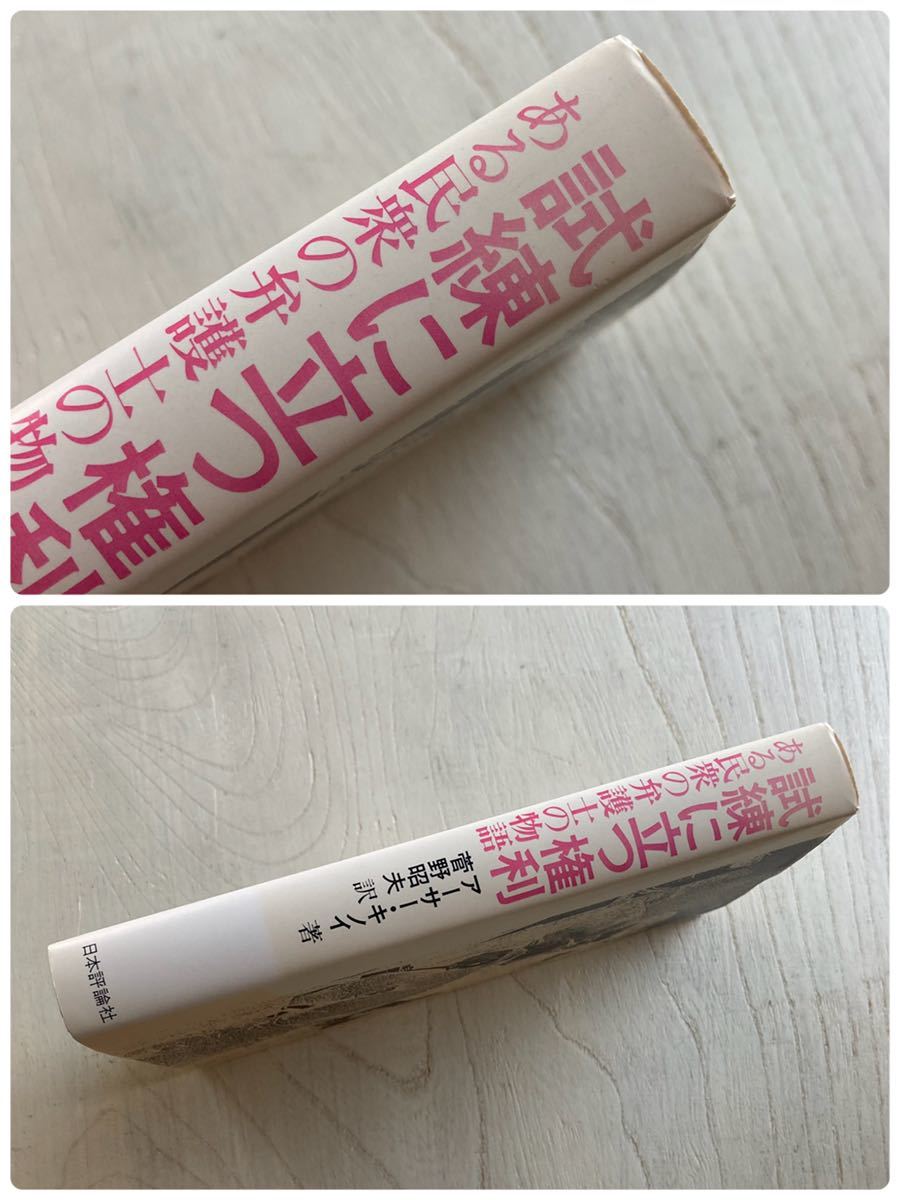 試練に立つ権利
ある民衆の弁護士の物
試練に立つ権利
ある民衆の弁護士の物語
アーサー・キノイ 著
菅野昭夫 訳
日本評論社